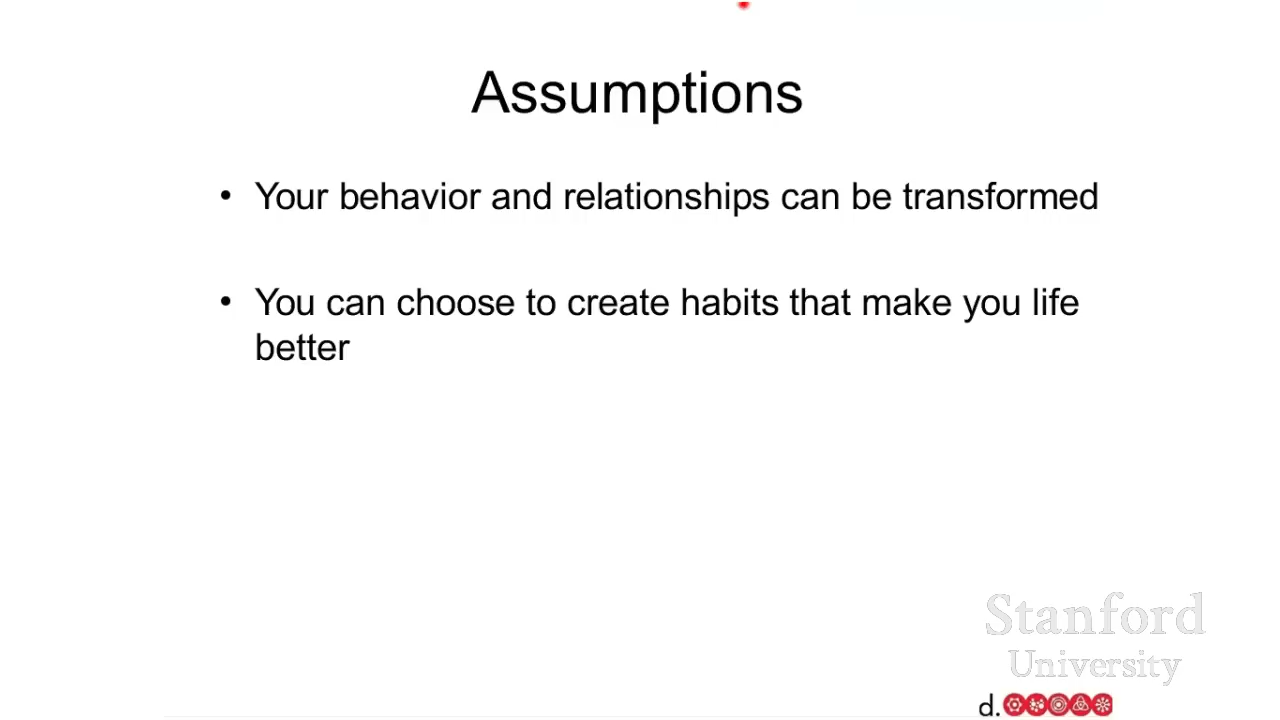 Assumptions
• Your behavior and relationships can be transformed
• You can choose to create habits that make you life
better
Stanford
University
d.